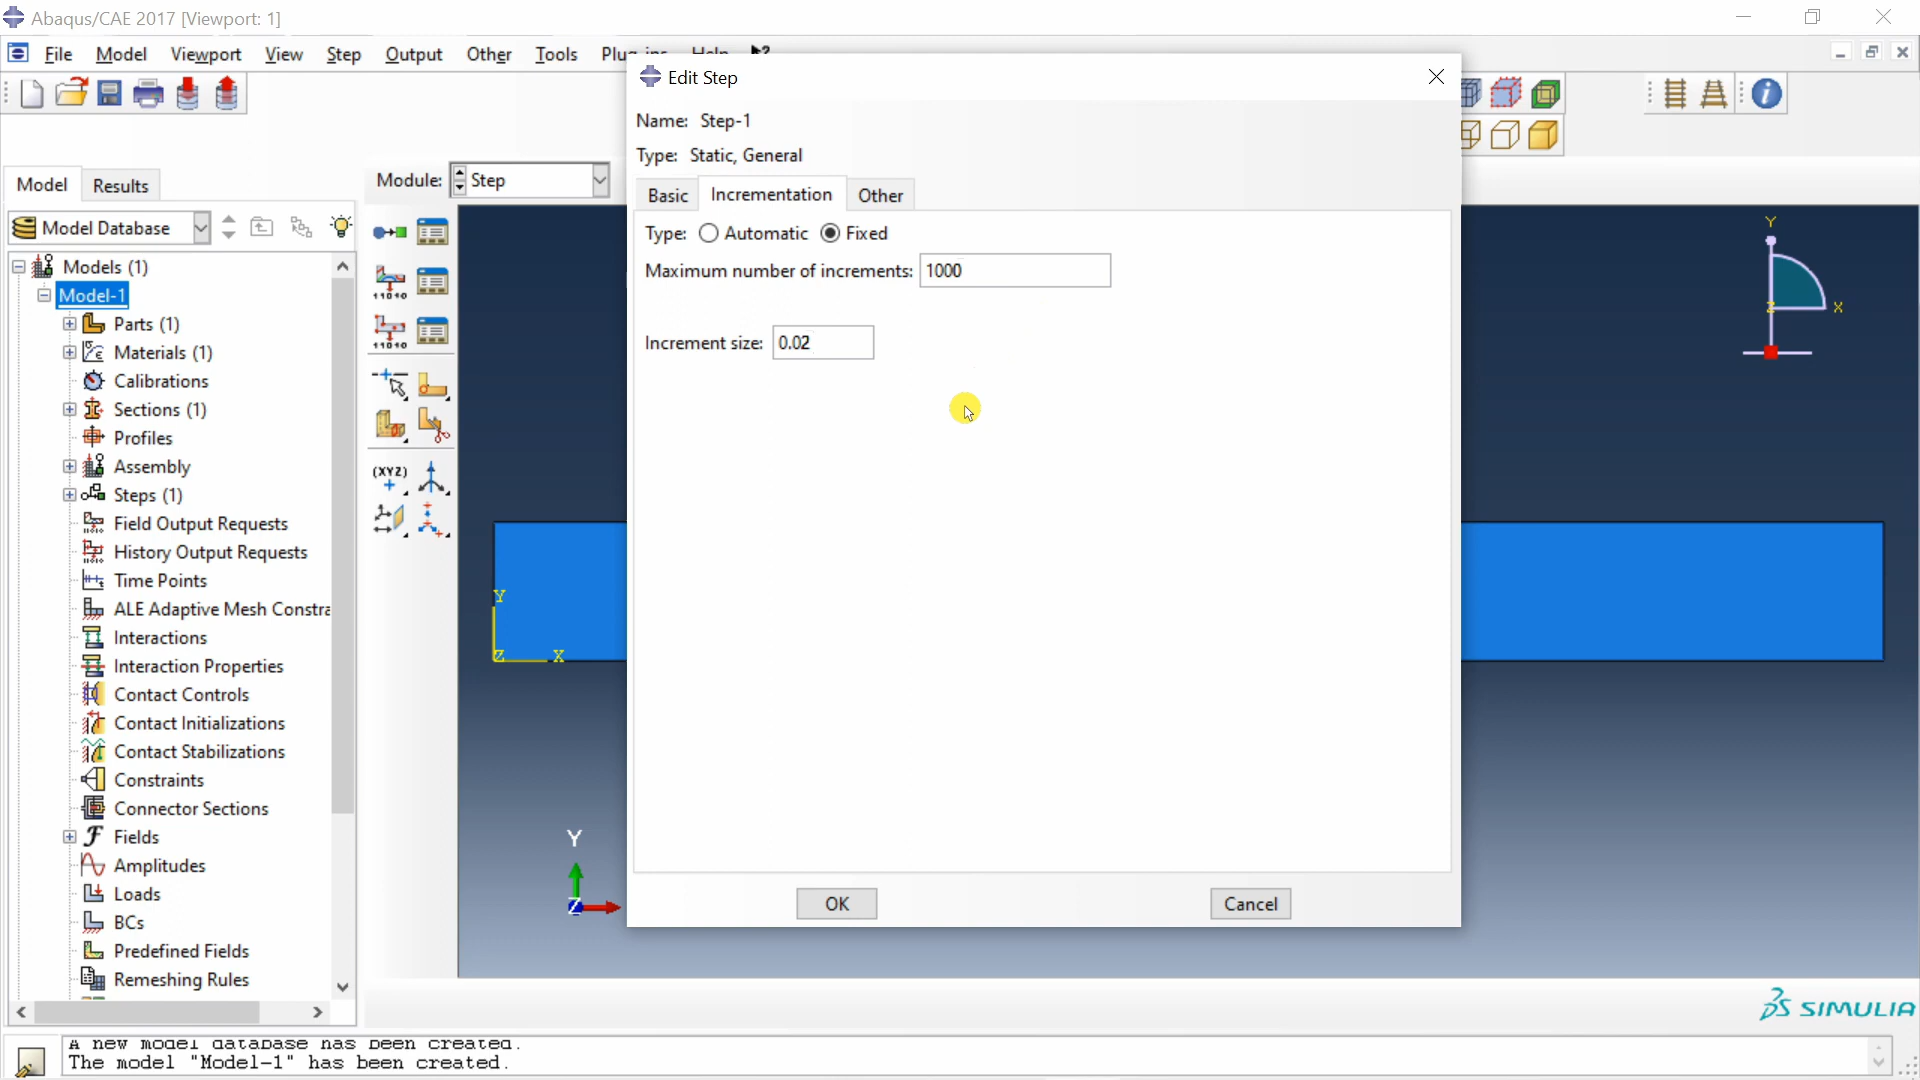 Abaqus/CAE 2017 [Viewport: 1]
File Model Viewport View Step Output Other Tools
Edit Step
Name: Step-1
Type: Static, General
Basic Incrementation Other
Type: Automatic Fixed
Maximum number of increments: 1000
Increment size: 0.02
OK Cancel
Model Results
Module: Step
Model Database
Models (1)
Model-1
Parts (1)
Materials (1)
Calibrations
Sections (1)
Profiles
Assembly
Steps (1)
Field Output Requests
History Output Requests
Time Points
ALE Adaptive Mesh Constra
Interactions
Interaction Properties
Contact Controls
Contact Initializations
Contact Stabilizations
Constraints
Connector Sections
Fields
Amplitudes
Loads
BCs
Predefined Fields
Remeshing Rules
11010
11010
(XYZ)
Y
X
Z
Y
Z X
Y
Z
SIMULIA
A new model database has been created.
The model "Model-1" has been created.